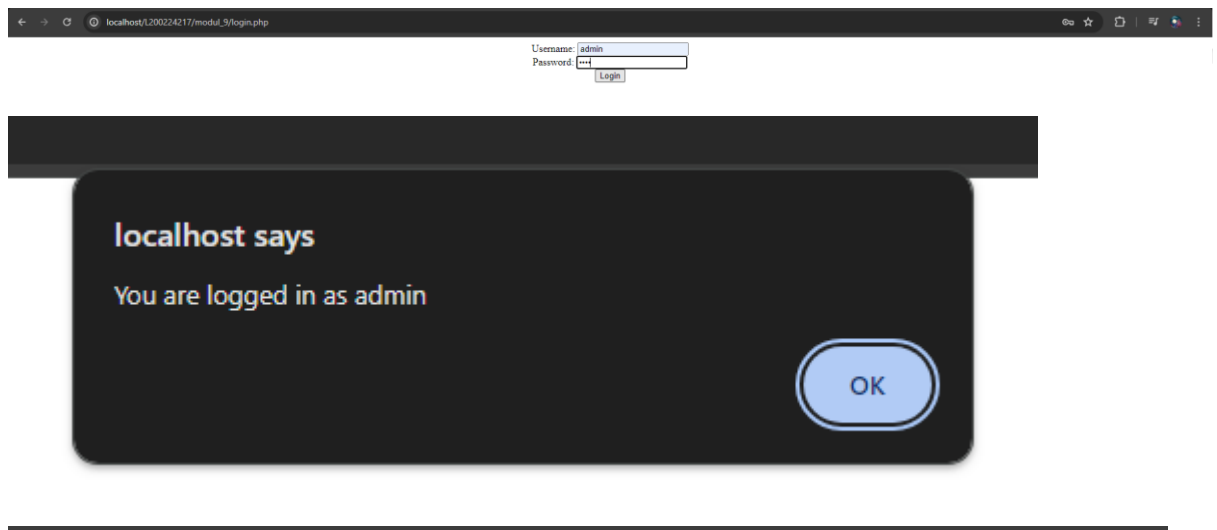 localhost/L200224217/modul_9/login.php
Username: admin
Password: ••••
Login
localhost says
You are logged in as admin
OK